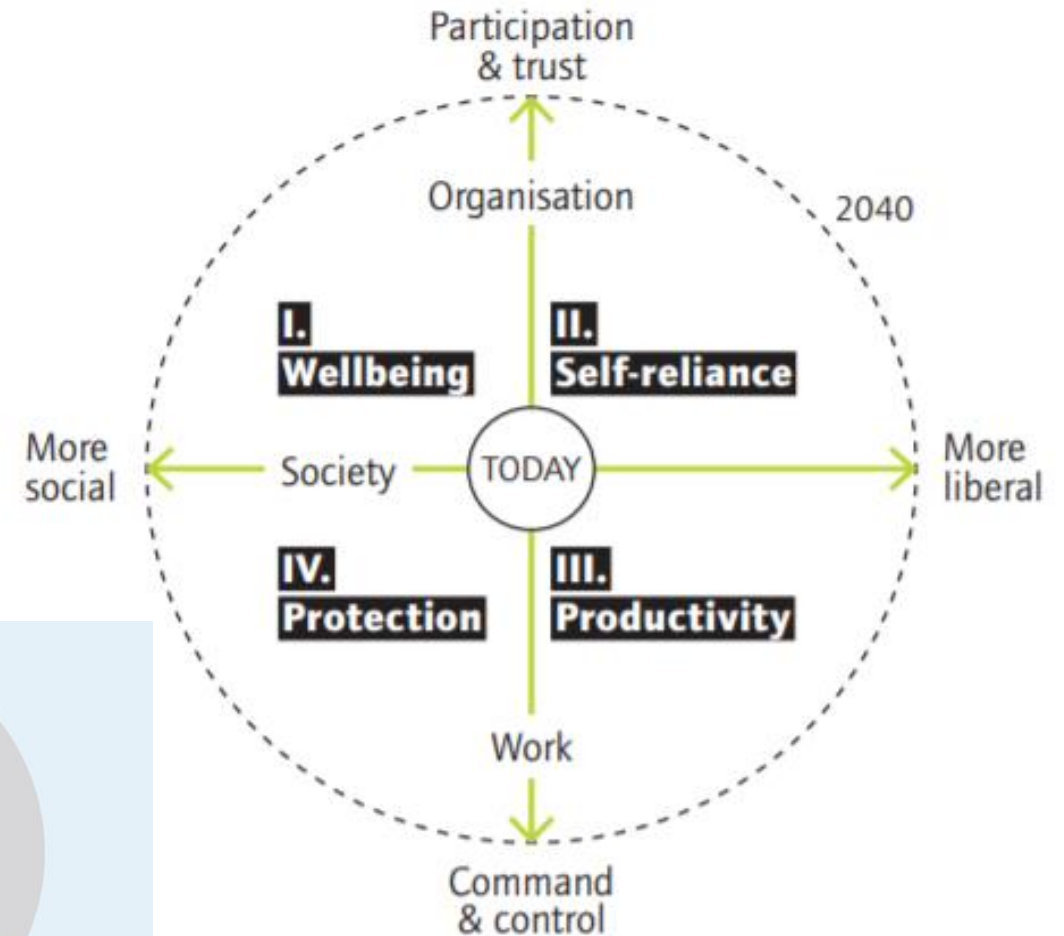 Participation
& trust
Organisation
2040
I.
Wellbeing
II.
Self-reliance
More
social
Society
TODAY
More
liberal
IV.
Protection
III.
Productivity
Work
Command
& control